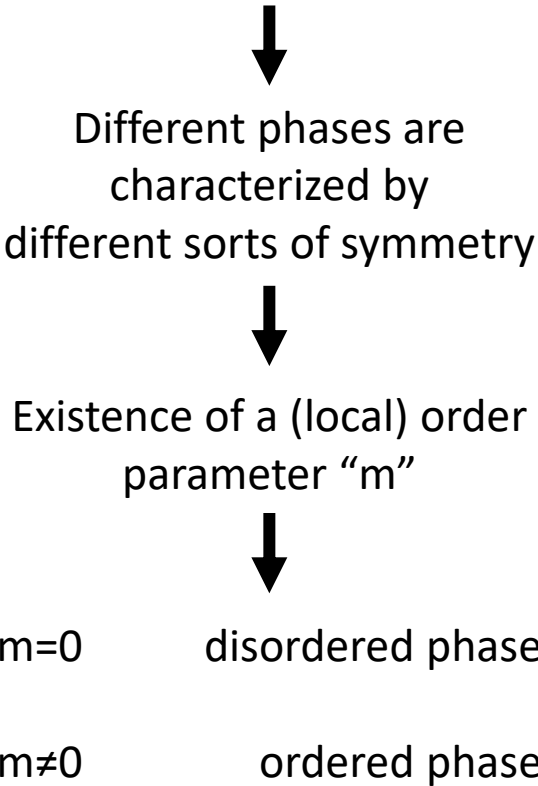 Different phases are
characterized by
different sorts of symmetry
Existence of a (local) order
parameter “m”
m=0 disordered phase
m≠0 ordered phase